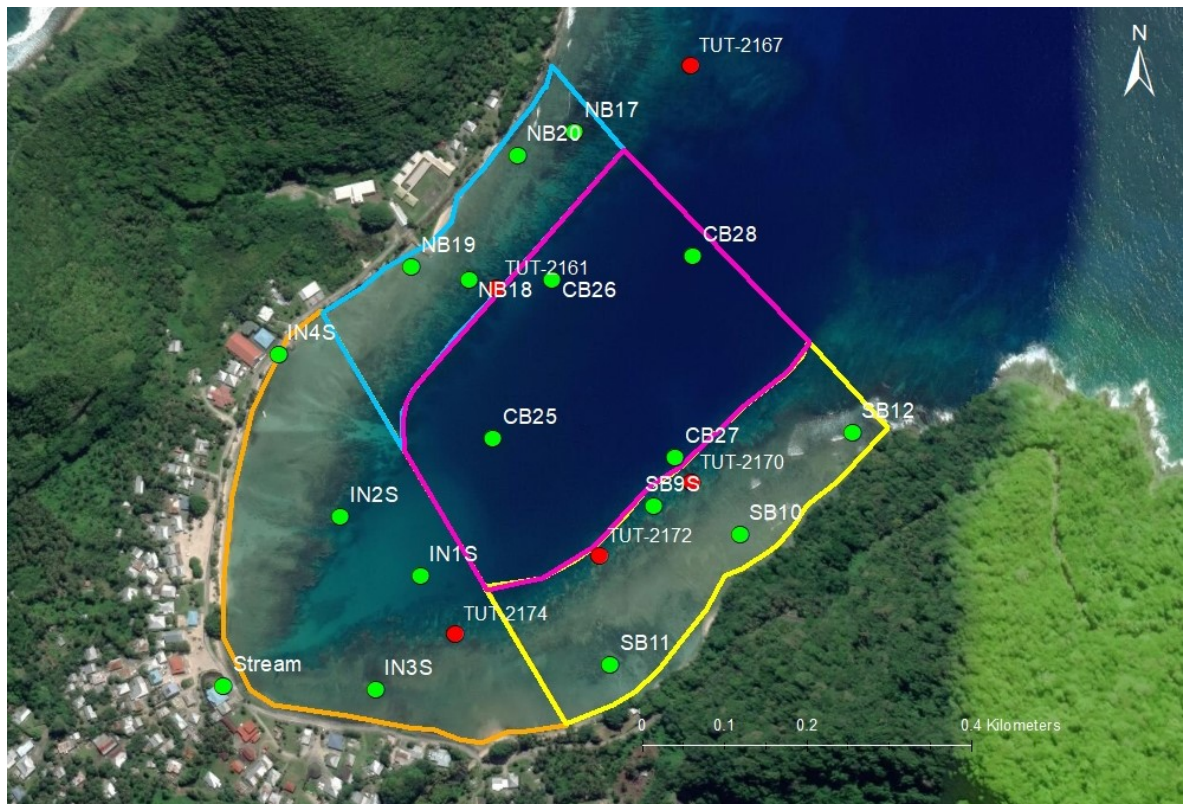 N
TUT-2167
NB17
NB20
CB28
NB19
TUT-2161
NB18
CB26
IN4S
SB12
CB25
CB27
TUT-2170
SB9S
IN2S
SB10
TUT-2172
IN1S
TUT-2174
SB11
Stream
IN3S
0 0.1 0.2 0.4 Kilometers